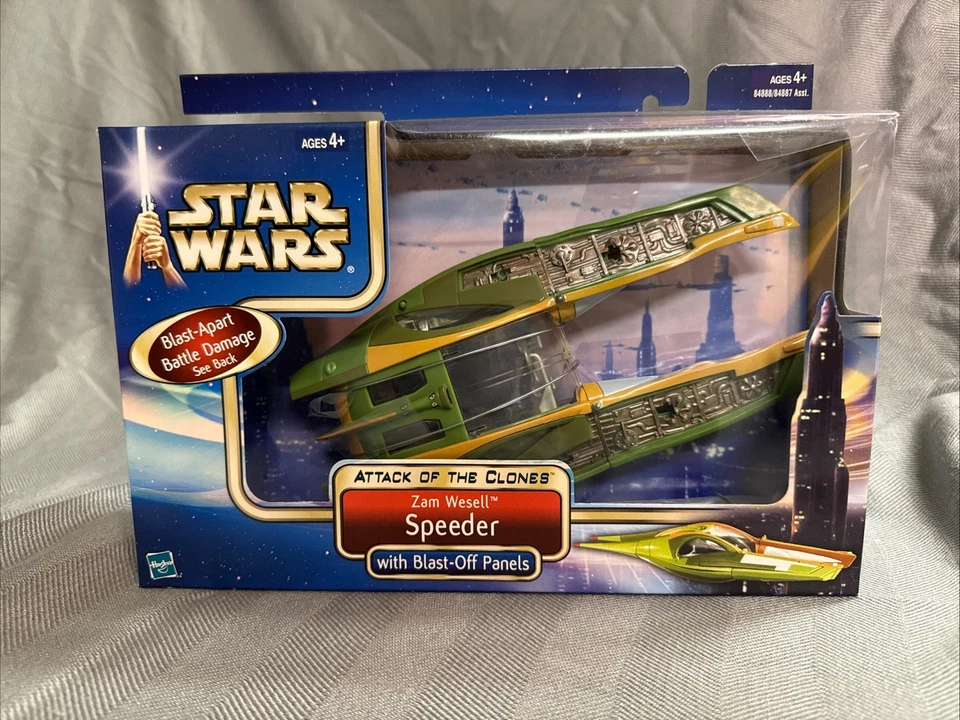 AGES 4+
84888/84887 Asst.
AGES 4+
STAR
WARS®
Blast-Apart
Battle Damage
See Back
ATTACK OF THE CLONES™
Zam Wesell™
Speeder
with Blast-Off Panels
Hasbro